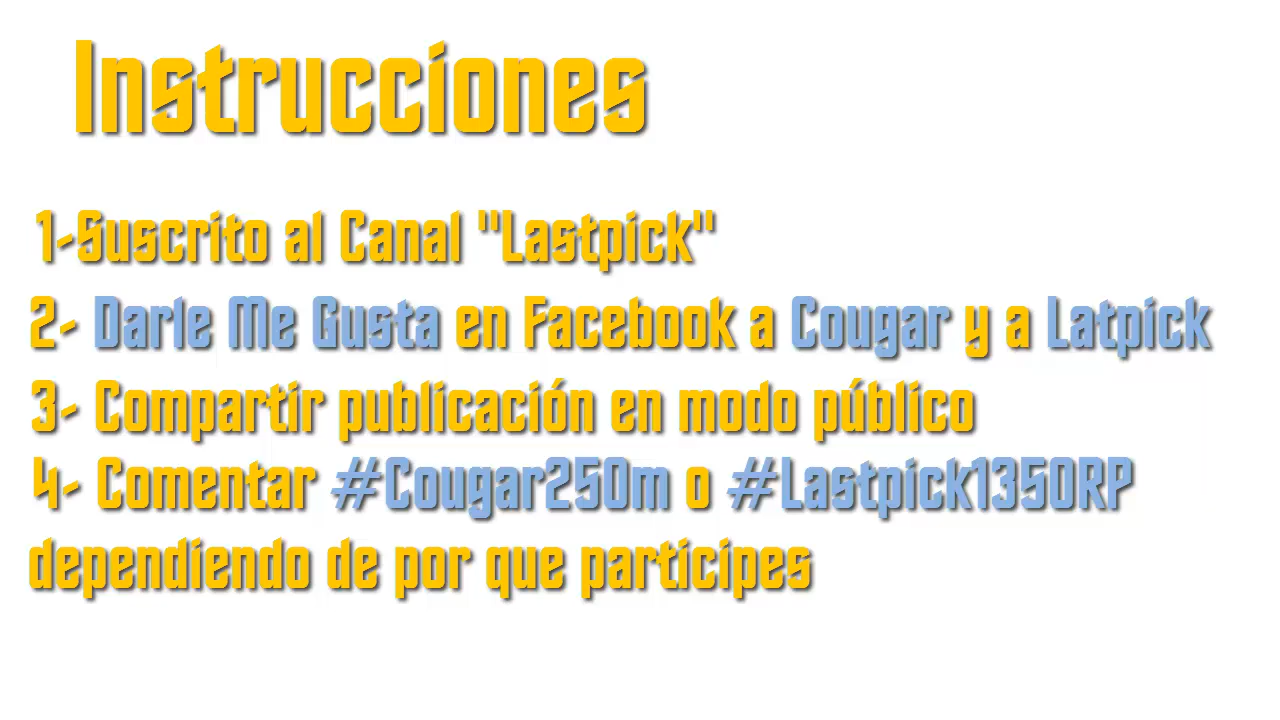 Instrucciones
1-Suscrito al Canal "Lastpick"
2- Darle Me Gusta en Facebook a Cougar y a Latpick
3- Compartir publicación en modo público
4- Comentar #Cougar250m o #Lastpick1350RP
dependiendo de por que participes